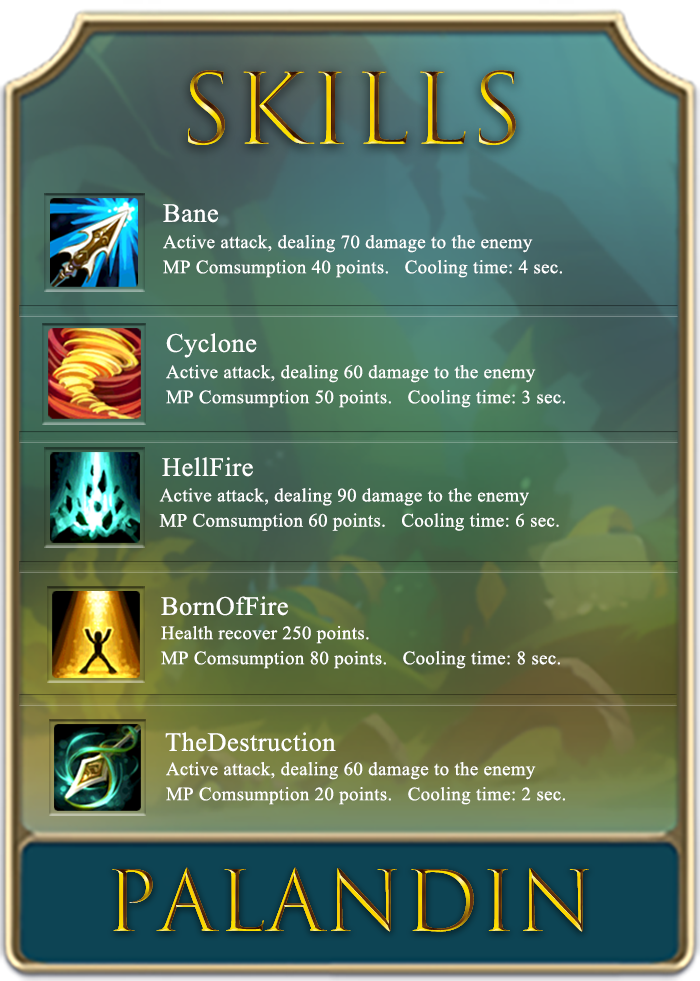 SKILLS
Bane
Active attack, dealing 70 damage to the enemy
MP Comsumption 40 points. Cooling time: 4 sec.
Cyclone
Active attack, dealing 60 damage to the enemy
MP Comsumption 50 points. Cooling time: 3 sec.
HellFire
Active attack, dealing 90 damage to the enemy
MP Comsumption 60 points. Cooling time: 6 sec.
BornOfFire
Health recover 250 points.
MP Comsumption 80 points. Cooling time: 8 sec.
TheDestruction
Active attack, dealing 60 damage to the enemy
MP Comsumption 20 points. Cooling time: 2 sec.
PALANDIN